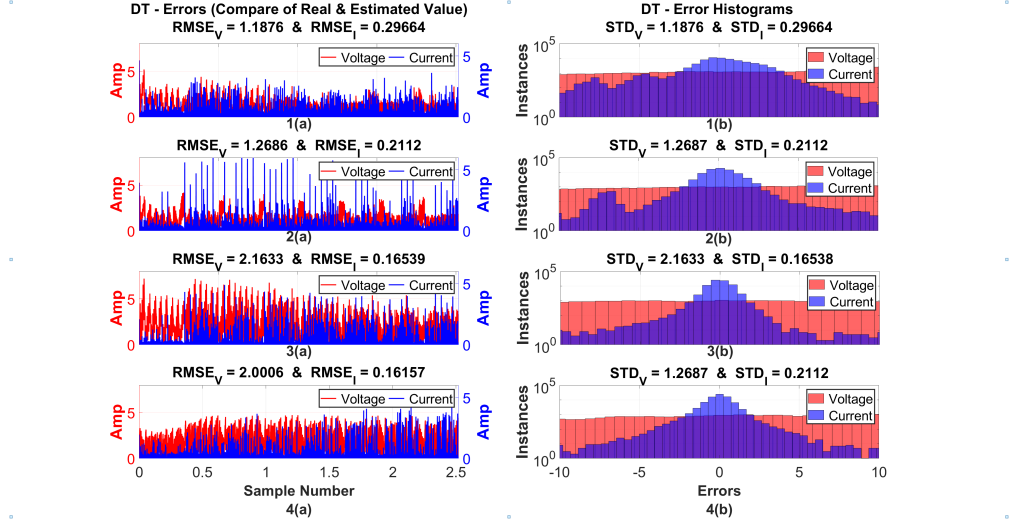 DT - Errors (Compare of Real & Estimated Value)
RMSE_V = 1.1876 & RMSE_I = 0.29664
Voltage Current
Amp
5
0
5
0
Amp
1(a)
RMSE_V = 1.2686 & RMSE_I = 0.2112
Voltage Current
Amp
5
0
5
0
Amp
2(a)
RMSE_V = 2.1633 & RMSE_I = 0.16539
Voltage Current
Amp
5
0
5
0
Amp
3(a)
RMSE_V = 2.0006 & RMSE_I = 0.16157
Voltage Current
Amp
5
0
5
0
Amp
0 0.5 1 1.5 2 2.5
Sample Number
4(a)
DT - Error Histograms
STD_V = 1.1876 & STD_I = 0.29664
Voltage
Current
Instances
10^5
10^0
1(b)
STD_V = 1.2687 & STD_I = 0.2112
Voltage
Current
Instances
10^5
10^0
2(b)
STD_V = 2.1633 & STD_I = 0.16538
Voltage
Current
Instances
10^5
10^0
3(b)
STD_V = 1.2687 & STD_I = 0.2112
Voltage
Current
Instances
10^5
10^0
-10 -5 0 5 10
Errors
4(b)